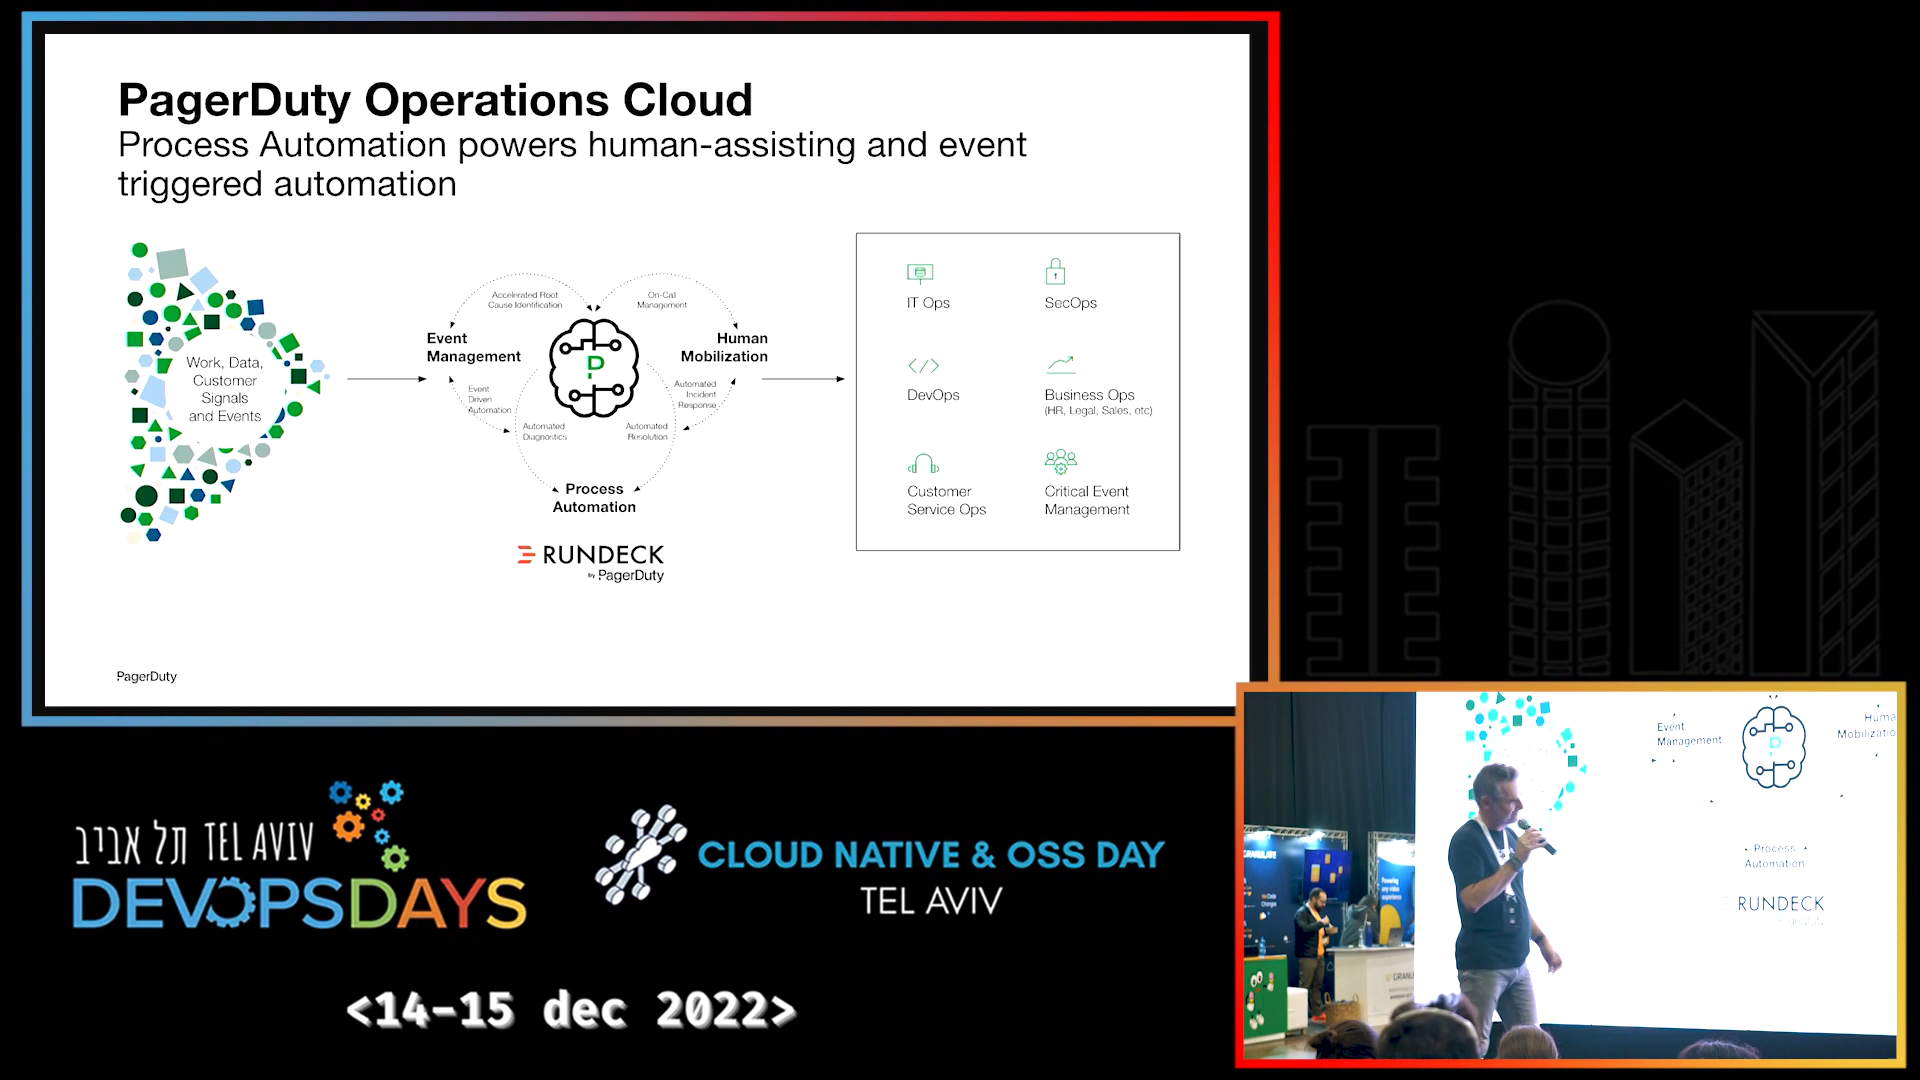 PagerDuty Operations Cloud
Process Automation powers human-assisting and event
triggered automation
Work, Data,
Customer
Signals
and Events
Accelerated Root
Cause Identification
On-Call
Management
Event
Management
Human
Mobilization
P
Event
Driven
Automation
Automated
Incident
Response
Automated
Diagnostics
Automated
Resolution
Process
Automation
RUNDECK
by PagerDuty
IT Ops
SecOps
DevOps
Business Ops
(HR, Legal, Sales, etc)
Customer
Service Ops
Critical Event
Management
PagerDuty
תל אביב TEL AVIV
DEVOPSDAYS
CLOUD NATIVE & OSS DAY
TEL AVIV
<14-15 dec 2022>
Event
Management
P
Process
Automation
RUNDECK
Powering
any video
experience